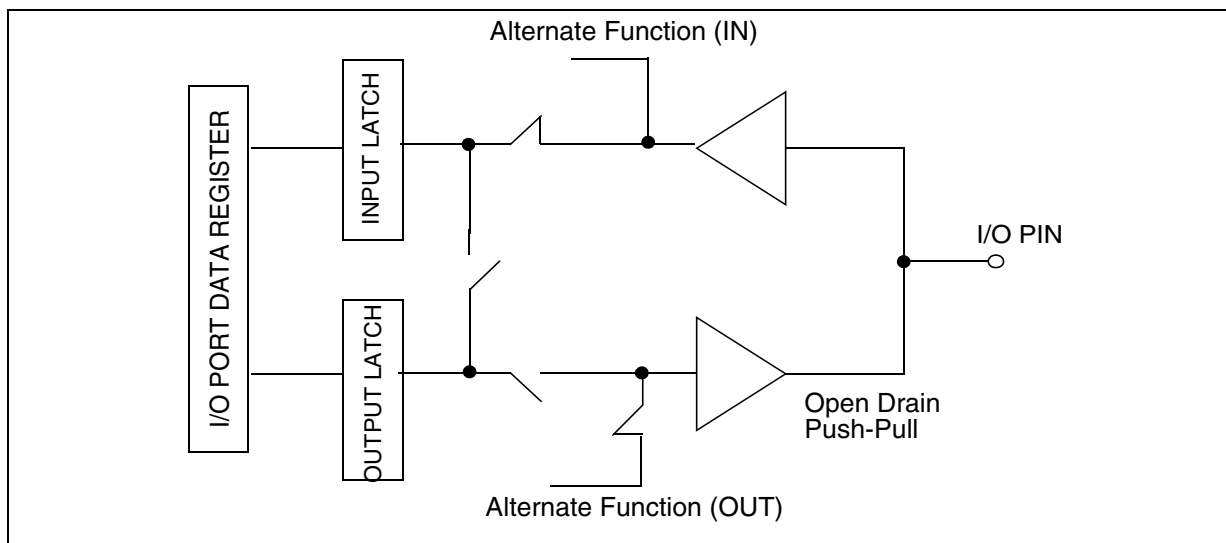 Alternate Function (IN)
I/O PORT DATA REGISTER
INPUT LATCH
I/O PIN
OUTPUT LATCH
Open Drain
Push-Pull
Alternate Function (OUT)